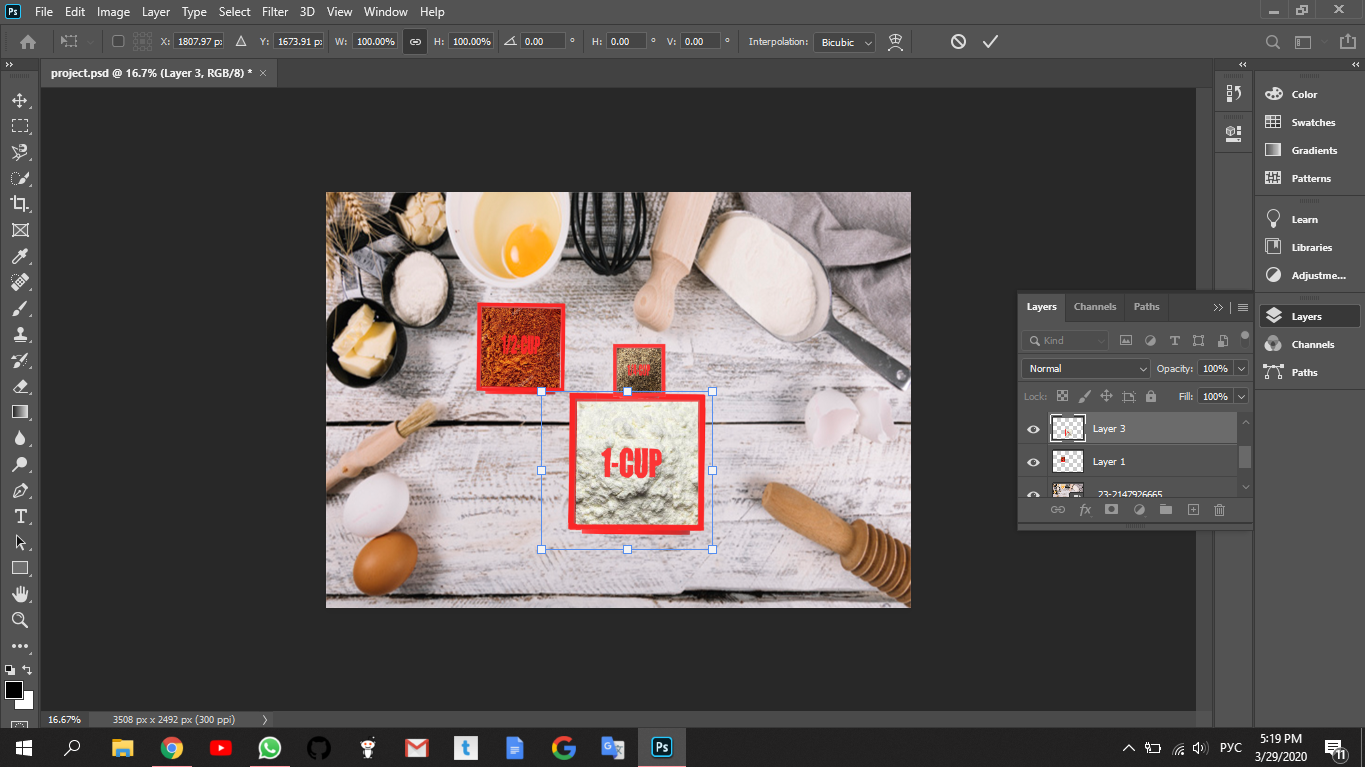 Ps File Edit Image Layer Type Select Filter 3D View Window Help
X: 1807.97 p: Y: 1673.91 p: W: 100.00% H: 100.00% 0.00 ° H: 0.00 ° V: 0.00 ° Interpolation: Bicubic
project.psd @ 16.7% (Layer 3, RGB/8) * ×
Color
Swatches
Gradients
Patterns
Learn
Libraries
Adjustme...
Layers
Channels
Paths
1/2-CUP
1-CUP
Layers Channels Paths
Kind
Normal Opacity: 100%
Lock: Fill: 100%
Layer 3
Layer 1
23-2147926665
fx
16.67% 3508 px x 2492 px (300 ppi)
Ps
РУС
5:19 PM
3/29/2020
11